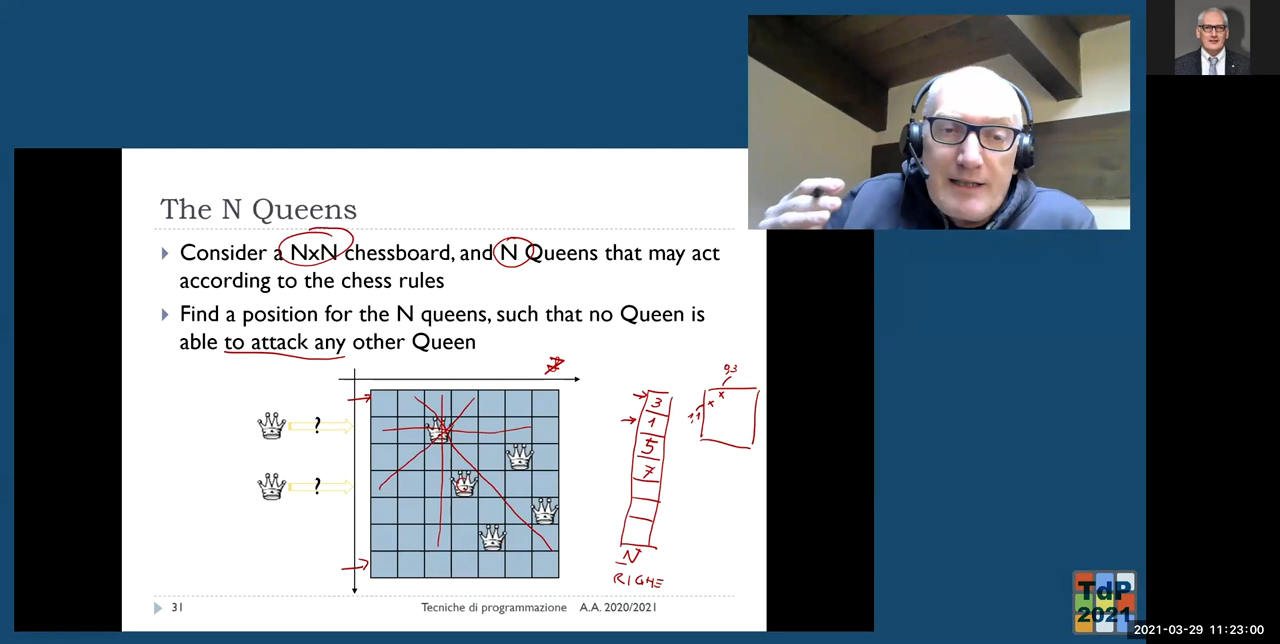 The N Queens
Consider a NxN chessboard, and N Queens that may act
according to the chess rules
Find a position for the N queens, such that no Queen is
able to attack any other Queen
?
?
3
1
5
7
N
RIGHE
31
Tecniche di programmazione A.A. 2020/2021
TdP
2021
2021-03-29 11:23:00